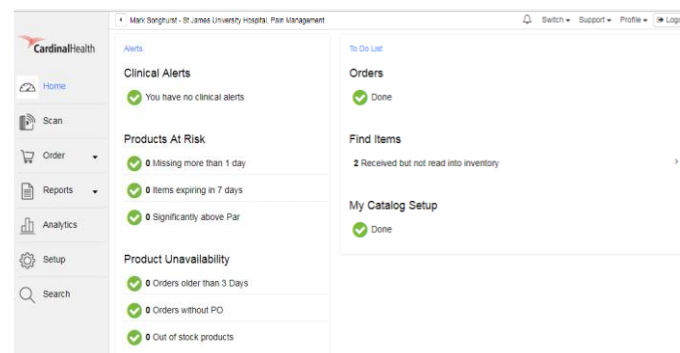 Mark Songhurst - St James University Hospital, Pain Management
Switch
Support
Profile
Logo
CardinalHealth
Home
Scan
Order
Reports
Analytics
Setup
Search
Alerts
Clinical Alerts
You have no clinical alerts
Products At Risk
0 Missing more than 1 day
0 Items expiring in 7 days
0 Significantly above Par
Product Unavailability
0 Orders older than 3 Days
0 Orders without PO
0 Out of stock products
To Do List
Orders
Done
Find Items
2 Received but not read into inventory
My Catalog Setup
Done